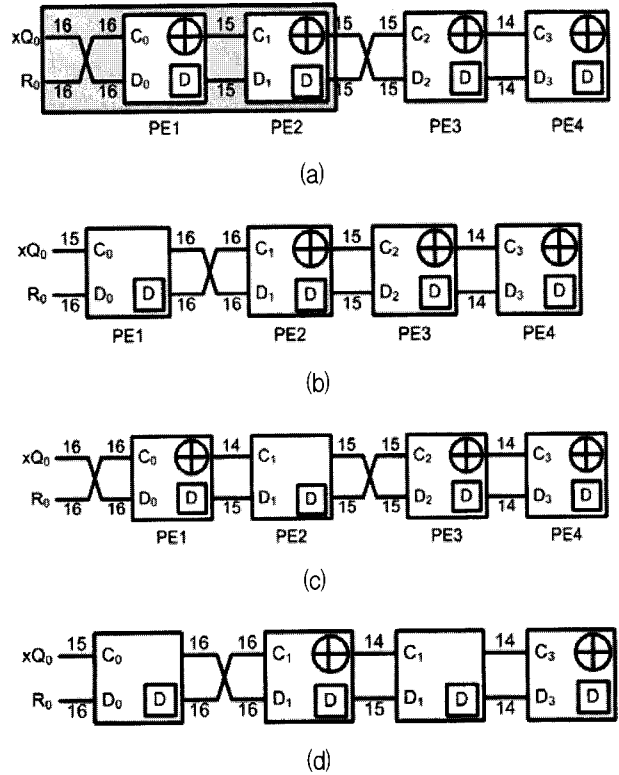 16 16 15 15 15 14
xQ₀ C₀ C₁ C₂ C₃
R₀ D₀ D D₁ D D₂ D D₃ D
16 16 15 15 15 14
PE1 PE2 PE3 PE4
(a)
15 16 16 15 14
xQ₀ C₀ C₁ C₂ C₃
R₀ D₀ D D₁ D D₂ D D₃ D
16 16 16 15 14
PE1 PE2 PE3 PE4
(b)
16 16 14 15 15 14
xQ₀ C₀ C₁ C₂ C₃
R₀ D₀ D D₁ D D₂ D D₃ D
16 16 15 15 15 14
PE1 PE2 PE3 PE4
(c)
15 16 16 14 14
xQ₀ C₀ C₁ C₁ C₃
R₀ D₀ D D₁ D D₁ D D₃ D
16 16 16 15 14
(d)